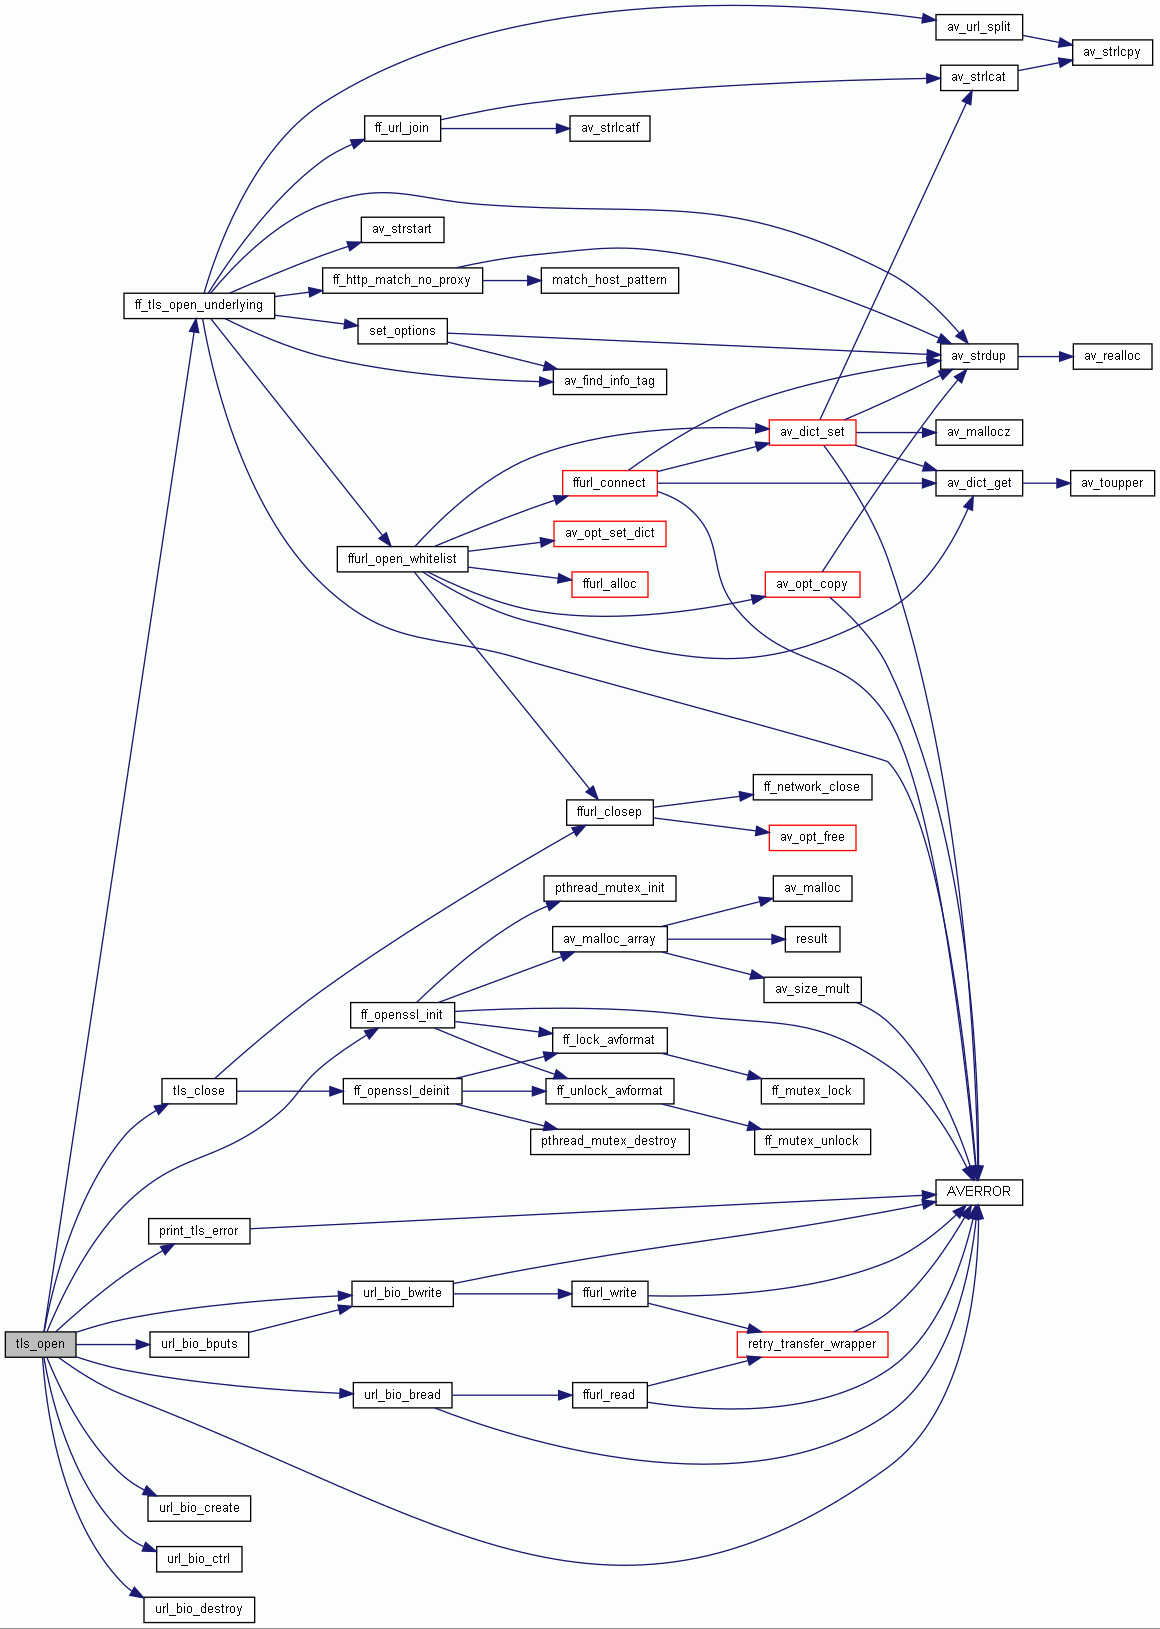 av_url_split
av_strlcpy
av_strlcat
ff_url_join
av_strlcatf
av_strstart
ff_http_match_no_proxy
match_host_pattern
ff_tls_open_underlying
set_options
av_strdup
av_realloc
av_find_info_tag
av_dict_set
av_mallocz
ffurl_connect
av_dict_get
av_toupper
av_opt_set_dict
ffurl_open_whitelist
ffurl_alloc
av_opt_copy
ff_network_close
ffurl_closep
av_opt_free
pthread_mutex_init
av_malloc
av_malloc_array
result
av_size_mult
ff_openssl_init
ff_lock_avformat
tls_close
ff_openssl_deinit
ff_unlock_avformat
ff_mutex_lock
pthread_mutex_destroy
ff_mutex_unlock
AVERROR
print_tls_error
url_bio_bwrite
ffurl_write
tls_open
url_bio_bputs
retry_transfer_wrapper
url_bio_bread
ffurl_read
url_bio_create
url_bio_ctrl
url_bio_destroy